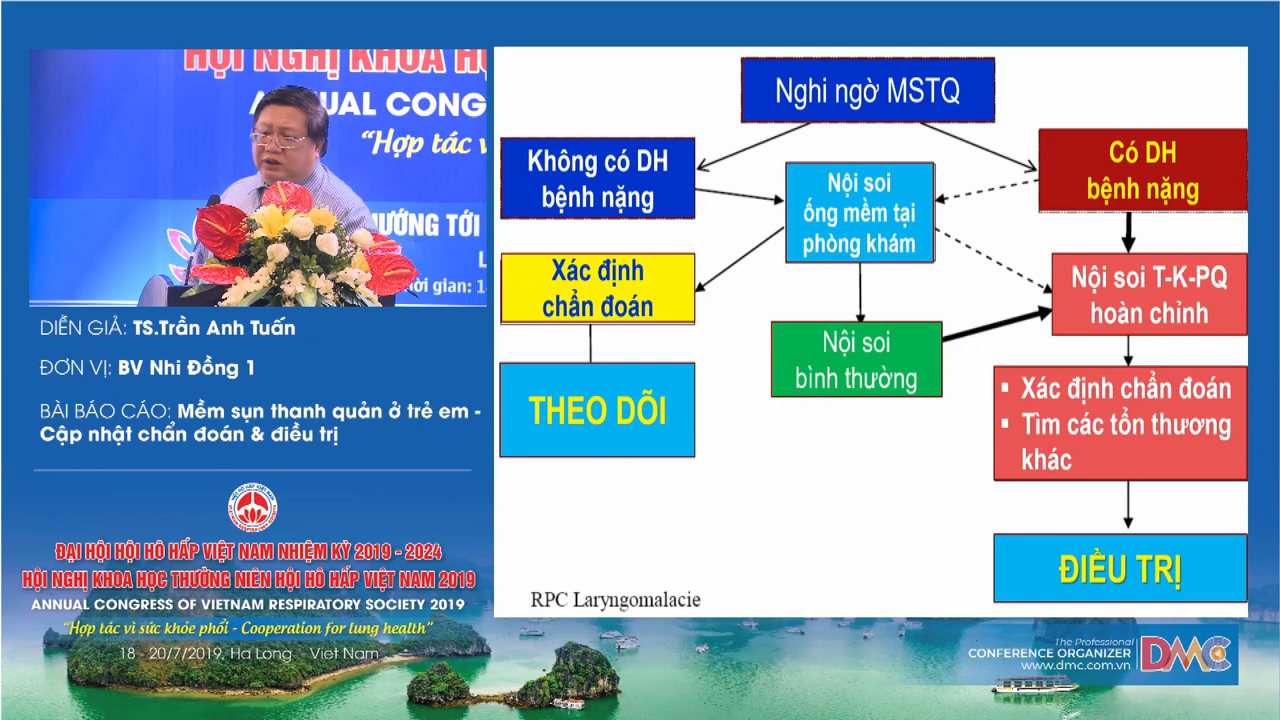 HỘI NGHỊ KHOA HỌ
ANNUAL CONG
“Hợp tác v
HƯỚNG TỚI
L
hời gian: 1
DIỄN GIẢ: TS.Trần Anh Tuấn
ĐƠN VỊ: BV Nhi Đồng 1
BÀI BÁO CÁO: Mềm sụn thanh quản ở trẻ em -
Cập nhật chẩn đoán & điều trị
ĐẠI HỘI HỘI HÔ HẤP VIỆT NAM NHIỆM KỲ 2019 - 2024
HỘI NGHỊ KHOA HỌC THƯỜNG NIÊN HỘI HÔ HẤP VIỆT NAM 2019
ANNUAL CONGRESS OF VIETNAM RESPIRATORY SOCIETY 2019
“Hợp tác vì sức khỏe phổi - Cooperation for lung health”
18 - 20/7/2019, Ha Long Viet Nam
Nghi ngờ MSTQ
Không có DH
bệnh nặng
Nội soi
ống mềm tại
phòng khám
Có DH
bệnh nặng
Xác định
chẩn đoán
Nội soi T-K-PQ
hoàn chỉnh
Nội soi
bình thường
THEO DÕI
▪ Xác định chẩn đoán
▪ Tìm các tổn thương
khác
ĐIỀU TRỊ
RPC Laryngomalacie
The Professional
CONFERENCE ORGANIZER
www.dmc.com.vn
DMC